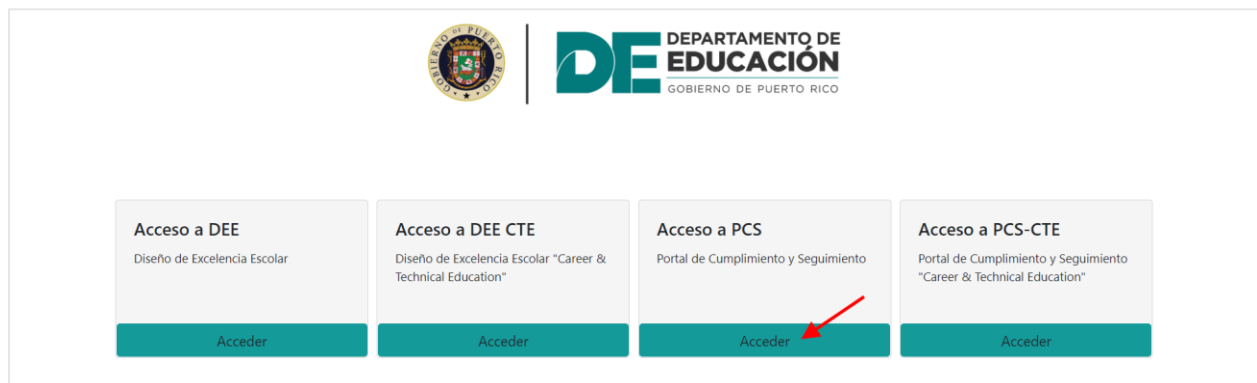 GOBIERNO DE PUERTO RICO
DE
DEPARTAMENTO DE
EDUCACIÓN
GOBIERNO DE PUERTO RICO
Acceso a DEE
Diseño de Excelencia Escolar
Acceder
Acceso a DEE CTE
Diseño de Excelencia Escolar "Career &
Technical Education"
Acceder
Acceso a PCS
Portal de Cumplimiento y Seguimiento
Acceder
Acceso a PCS-CTE
Portal de Cumplimiento y Seguimiento
"Career & Technical Education"
Acceder